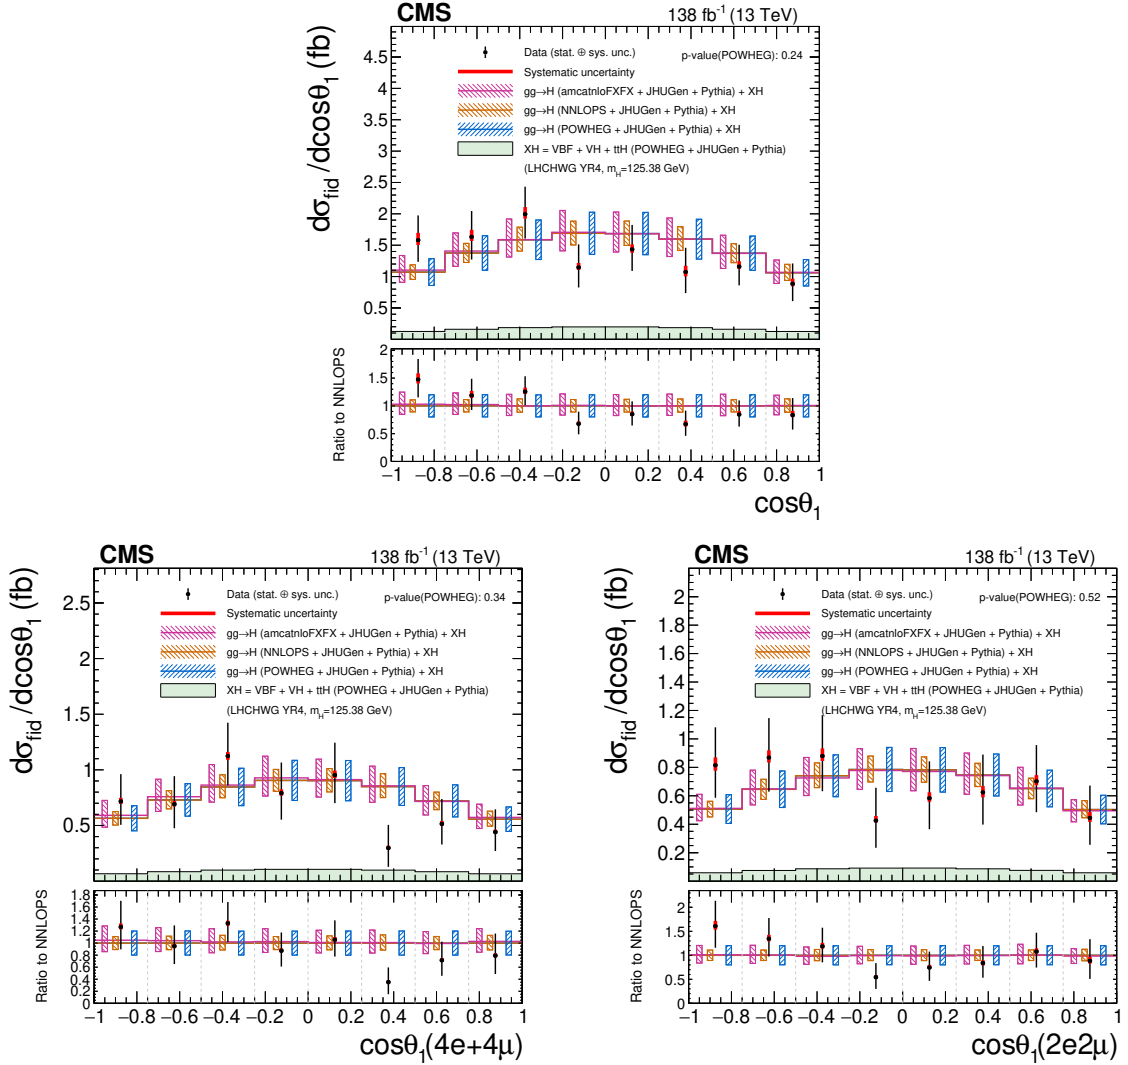 CMS 138 fb⁻¹ (13 TeV)
dσ_fid/dcosθ₁ (fb)
4.5
4
3.5
3
2.5
2
1.5
1
0.5
Data (stat. ⊕ sys. unc.) p-value(POWHEG): 0.24
Systematic uncertainty
gg→H (amcatnloFXFX + JHUGen + Pythia) + XH
gg→H (NNLOPS + JHUGen + Pythia) + XH
gg→H (POWHEG + JHUGen + Pythia) + XH
XH = VBF + VH + ttH (POWHEG + JHUGen + Pythia)
(LHCHWG YR4, m_H=125.38 GeV)
Ratio to NNLOPS
2
1.5
1
0.5
0
−1 −0.8 −0.6 −0.4 −0.2 0 0.2 0.4 0.6 0.8 1
cosθ₁
CMS 138 fb⁻¹ (13 TeV)
dσ_fid/dcosθ₁ (fb)
2.5
2
1.5
1
0.5
Data (stat. ⊕ sys. unc.) p-value(POWHEG): 0.34
Systematic uncertainty
gg→H (amcatnloFXFX + JHUGen + Pythia) + XH
gg→H (NNLOPS + JHUGen + Pythia) + XH
gg→H (POWHEG + JHUGen + Pythia) + XH
XH = VBF + VH + ttH (POWHEG + JHUGen + Pythia)
(LHCHWG YR4, m_H=125.38 GeV)
Ratio to NNLOPS
1.8
1.6
1.4
1.2
1
0.8
0.6
0.4
0.2
0
−1 −0.8 −0.6 −0.4 −0.2 0 0.2 0.4 0.6 0.8 1
cosθ₁(4e+4μ)
CMS 138 fb⁻¹ (13 TeV)
dσ_fid/dcosθ₁ (fb)
2
1.8
1.6
1.4
1.2
1
0.8
0.6
0.4
0.2
Data (stat. ⊕ sys. unc.) p-value(POWHEG): 0.52
Systematic uncertainty
gg→H (amcatnloFXFX + JHUGen + Pythia) + XH
gg→H (NNLOPS + JHUGen + Pythia) + XH
gg→H (POWHEG + JHUGen + Pythia) + XH
XH = VBF + VH + ttH (POWHEG + JHUGen + Pythia)
(LHCHWG YR4, m_H=125.38 GeV)
Ratio to NNLOPS
2
1.5
1
0.5
0
−1 −0.8 −0.6 −0.4 −0.2 0 0.2 0.4 0.6 0.8 1
cosθ₁(2e2μ)